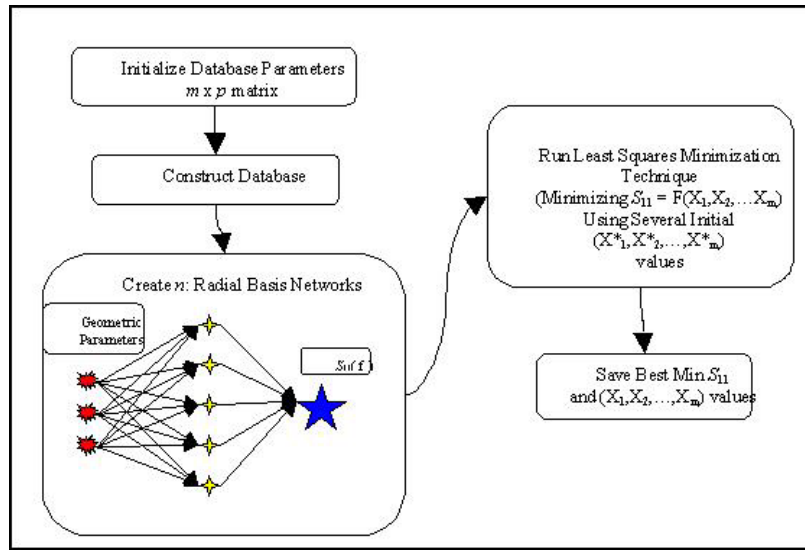 Initialize Database Parameters
m x p matrix
Construct Database
Create n: Radial Basis Networks
Geometric
Parameters
Run Least Squares Minimization
Technique
(Minimizing S₁₁ = F(X₁,X₂,…Xₘ)
Using Several Initial
(X*₁,X*₂,…,X*ₘ)
values
Save Best Min S₁₁
and (X₁,X₂,…,Xₘ) values